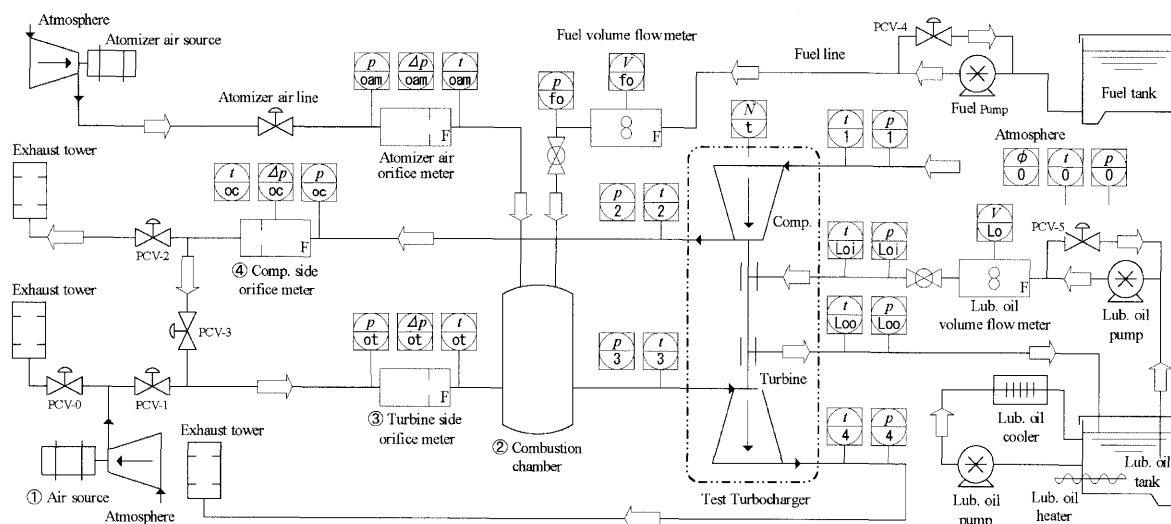 Atmosphere
Atomizer air source
Fuel volume flowmeter
PCV-4
Fuel line
Fuel Pump
Fuel tank
p
oam
Δp
oam
t
oam
V
fo
p
fo
Atomizer air line
F
Atomizer air
orifice meter
F
N
t
t
1
p
1
Atmosphere
Φ
0
t
0
p
0
Exhaust tower
t
oc
Δp
oc
p
oc
p
2
t
2
Comp.
V
Lo
PCV-5
PCV-2
F
④ Comp. side
orifice meter
t
Loi
p
Loi
F
Lub. oil
volume flow meter
Lub. oil
pump
Exhaust tower
PCV-3
p
ot
Δp
ot
t
ot
p
3
t
3
t
Loo
p
Loo
PCV-0
PCV-1
F
③ Turbine side
orifice meter
Turbine
Lub. oil
cooler
Exhaust tower
② Combustion
chamber
t
4
p
4
① Air source
Atmosphere
Test Turbocharger
Lub. oil
pump
Lub. oil
heater
Lub. oil
tank